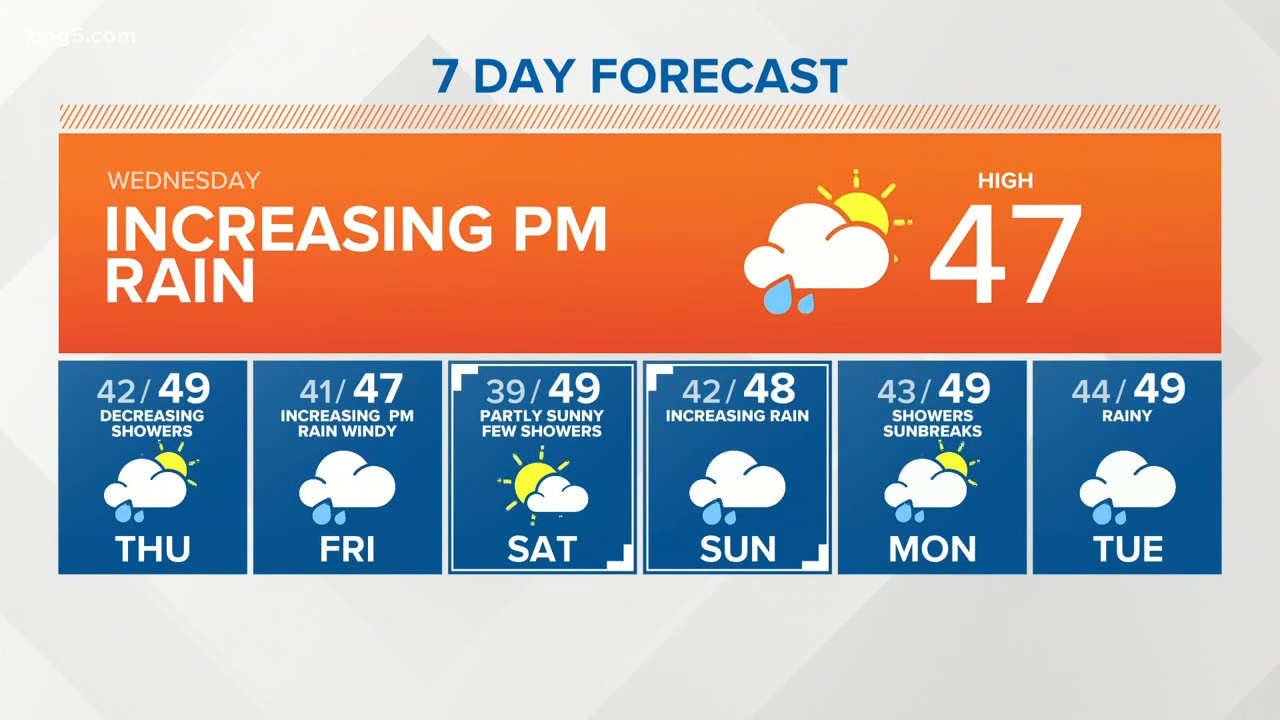 king5.com
7 DAY FORECAST
WEDNESDAY
INCREASING PM
RAIN
HIGH
47
42 / 49
DECREASING
SHOWERS
THU
41 / 47
INCREASING PM
RAIN WINDY
FRI
39 / 49
PARTLY SUNNY
FEW SHOWERS
SAT
42 / 48
INCREASING RAIN
SUN
43 / 49
SHOWERS
SUNBREAKS
MON
44 / 49
RAINY
TUE